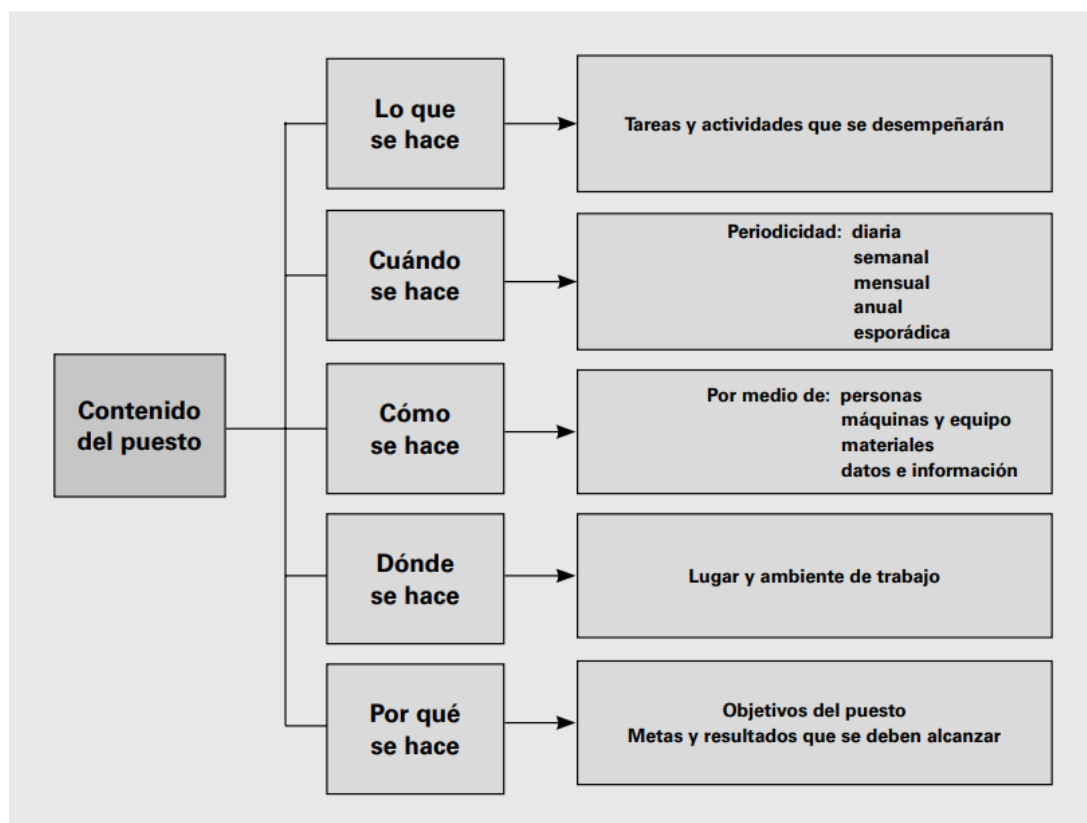 Contenido
del puesto
Lo que
se hace
Tareas y actividades que se desempeñarán
Cuándo
se hace
Periodicidad: diaria
semanal
mensual
anual
esporádica
Cómo
se hace
Por medio de: personas
máquinas y equipo
materiales
datos e información
Dónde
se hace
Lugar y ambiente de trabajo
Por qué
se hace
Objetivos del puesto
Metas y resultados que se deben alcanzar